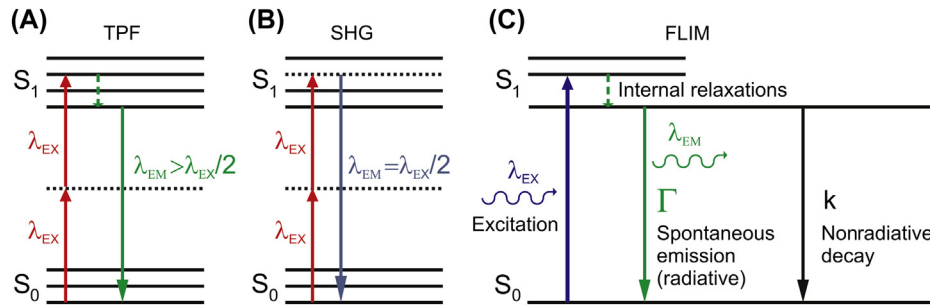 (A)
TPF
S1
λEX
λEX
λEM>λEX/2
S0
(B)
SHG
S1
λEX
λEX
λEM=λEX/2
S0
(C)
FLIM
S1
Internal relaxations
λEX
Excitation
λEM
Γ
Spontaneous
emission
(radiative)
k
Nonradiative
decay
S0